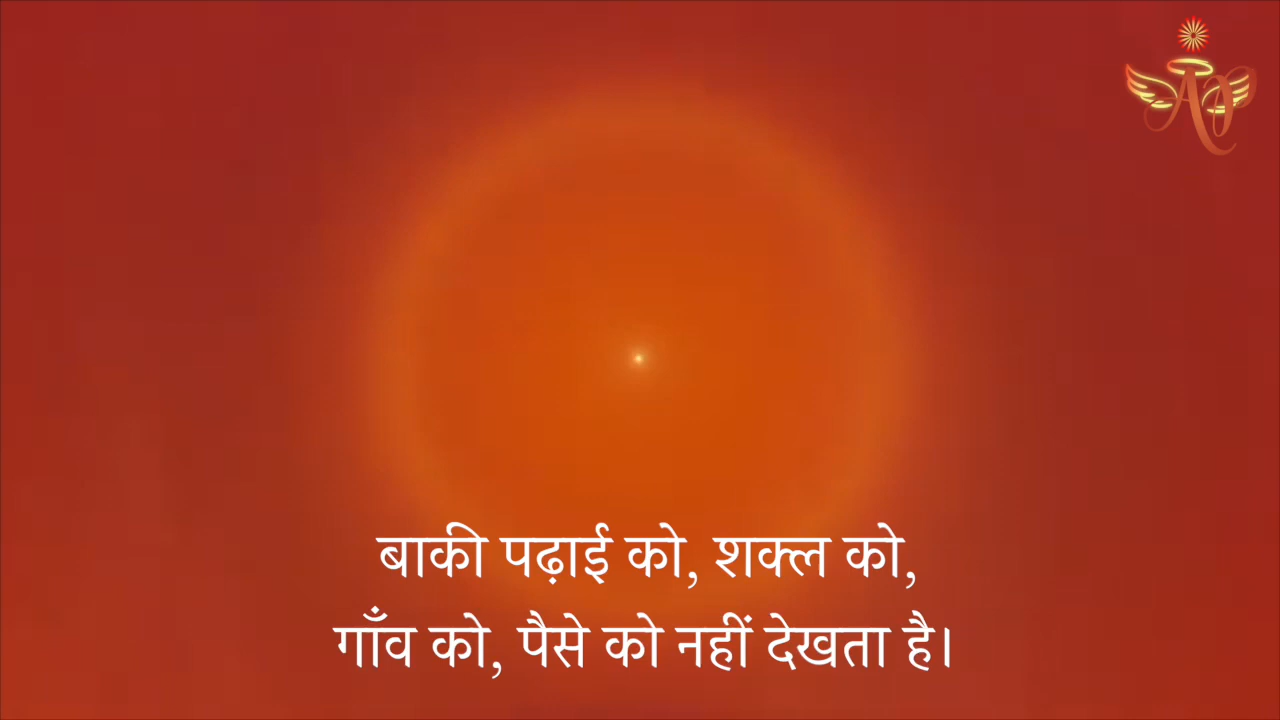 बाकी पढ़ाई को, शक्ल को,
गाँव को, पैसे को नहीं देखता है।